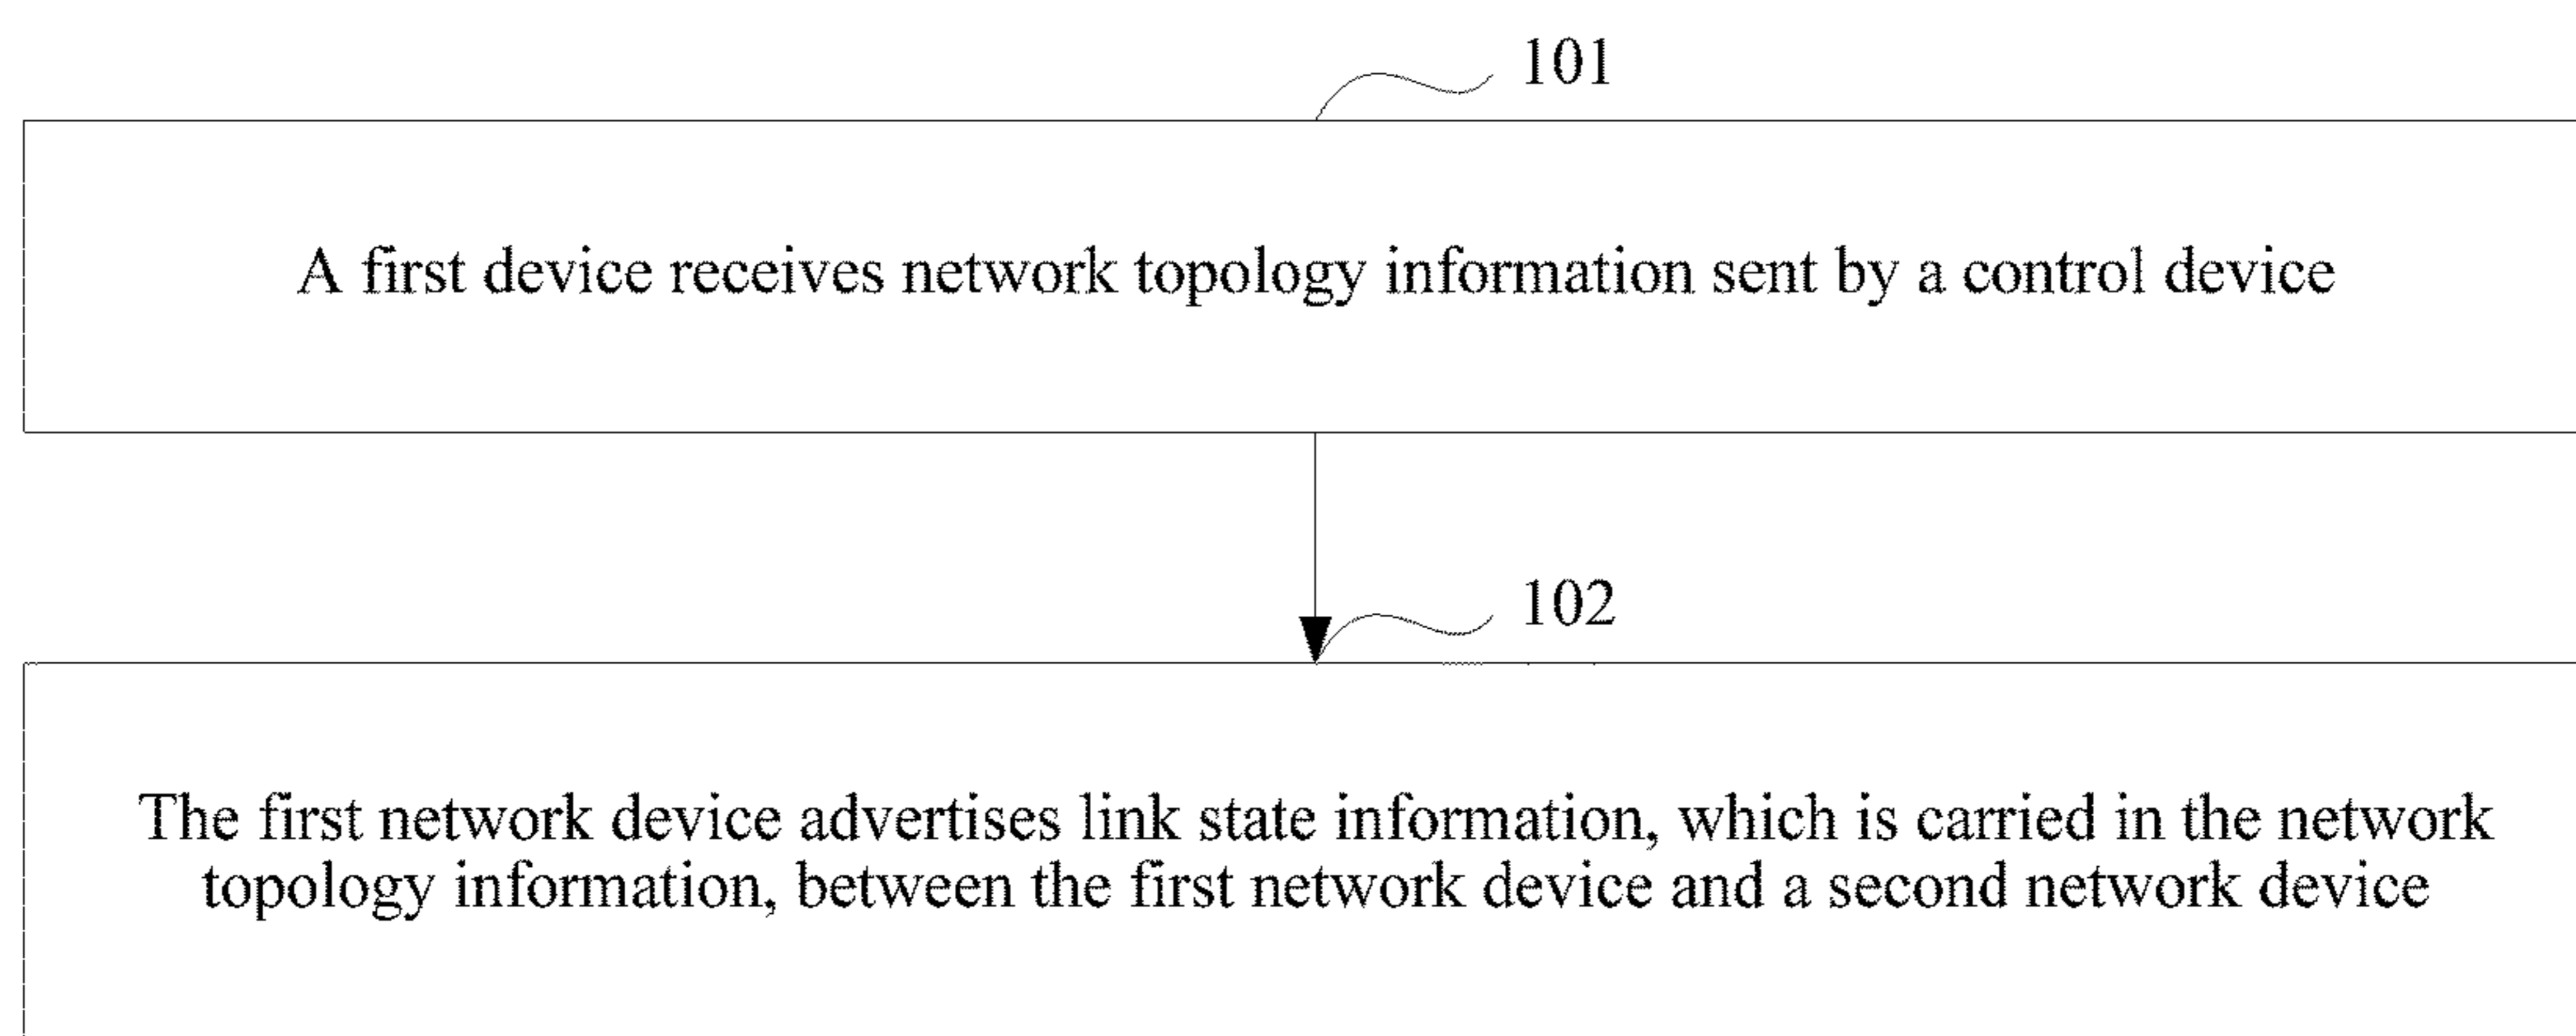 101
A first device receives network topology information sent by a control device
102
The first network device advertises link state information, which is carried in the network
topology information, between the first network device and a second network device